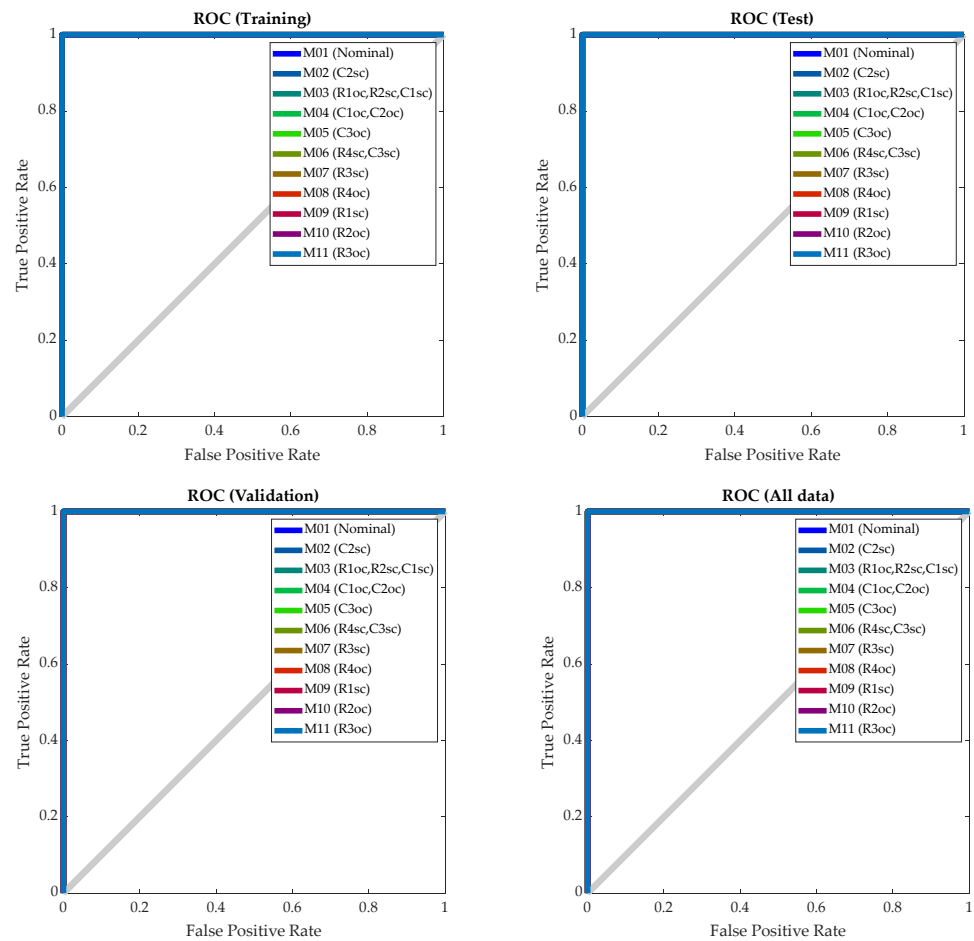 ROC (Training)
1
0.8
0.6
0.4
0.2
0
True Positive Rate
M01 (Nominal)
M02 (C2sc)
M03 (R1oc,R2sc,C1sc)
M04 (C1oc,C2oc)
M05 (C3oc)
M06 (R4sc,C3sc)
M07 (R3sc)
M08 (R4oc)
M09 (R1sc)
M10 (R2oc)
M11 (R3oc)
0 0.2 0.4 0.6 0.8 1
False Positive Rate
ROC (Test)
1
0.8
0.6
0.4
0.2
0
True Positive Rate
M01 (Nominal)
M02 (C2sc)
M03 (R1oc,R2sc,C1sc)
M04 (C1oc,C2oc)
M05 (C3oc)
M06 (R4sc,C3sc)
M07 (R3sc)
M08 (R4oc)
M09 (R1sc)
M10 (R2oc)
M11 (R3oc)
0 0.2 0.4 0.6 0.8 1
False Positive Rate
ROC (Validation)
1
0.8
0.6
0.4
0.2
0
True Positive Rate
M01 (Nominal)
M02 (C2sc)
M03 (R1oc,R2sc,C1sc)
M04 (C1oc,C2oc)
M05 (C3oc)
M06 (R4sc,C3sc)
M07 (R3sc)
M08 (R4oc)
M09 (R1sc)
M10 (R2oc)
M11 (R3oc)
0 0.2 0.4 0.6 0.8 1
False Positive Rate
ROC (All data)
1
0.8
0.6
0.4
0.2
0
True Positive Rate
M01 (Nominal)
M02 (C2sc)
M03 (R1oc,R2sc,C1sc)
M04 (C1oc,C2oc)
M05 (C3oc)
M06 (R4sc,C3sc)
M07 (R3sc)
M08 (R4oc)
M09 (R1sc)
M10 (R2oc)
M11 (R3oc)
0 0.2 0.4 0.6 0.8 1
False Positive Rate